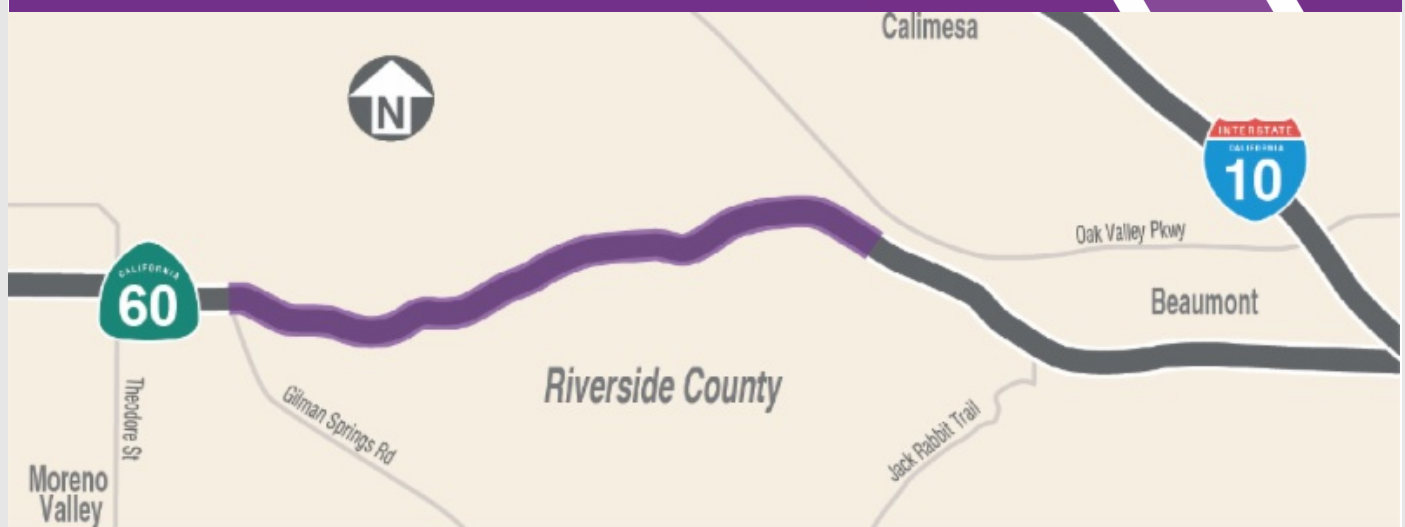 Calimesa
N
INTERSTATE
CALIFORNIA
10
Oak Valley Pkwy
CALIFORNIA
60
Beaumont
Riverside County
Theodore St
Gilman Springs Rd
Jack Rabbit Trail
Moreno
Valley